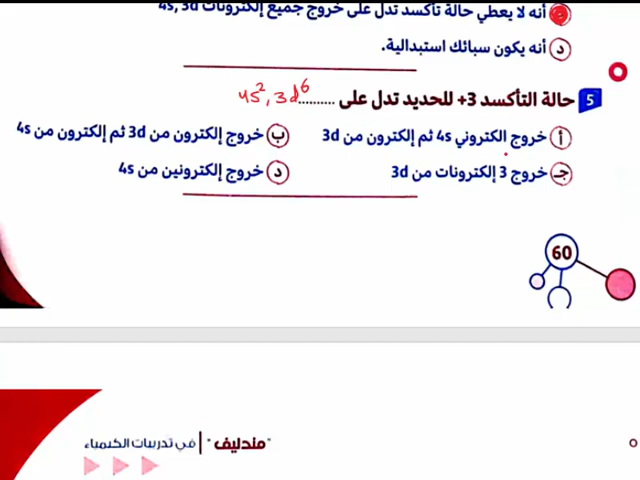 أنه لا يعطي حالة تأكسد تدل على خروج جميع إلكترونات 4s, 3d
د أنه يكون سبائك استبدالية.
5 حالة التأكسد 3+ للحديد تدل على .......... 4s², 3d⁶
أ خروج الكتروني 4s ثم إلكترون من 3d
ب خروج إلكترون من 3d ثم إلكترون من 4s
جـ خروج 3 إلكترونات من 3d
د خروج إلكترونين من 4s
60
"مندليف" في تدريبات الكيمياء